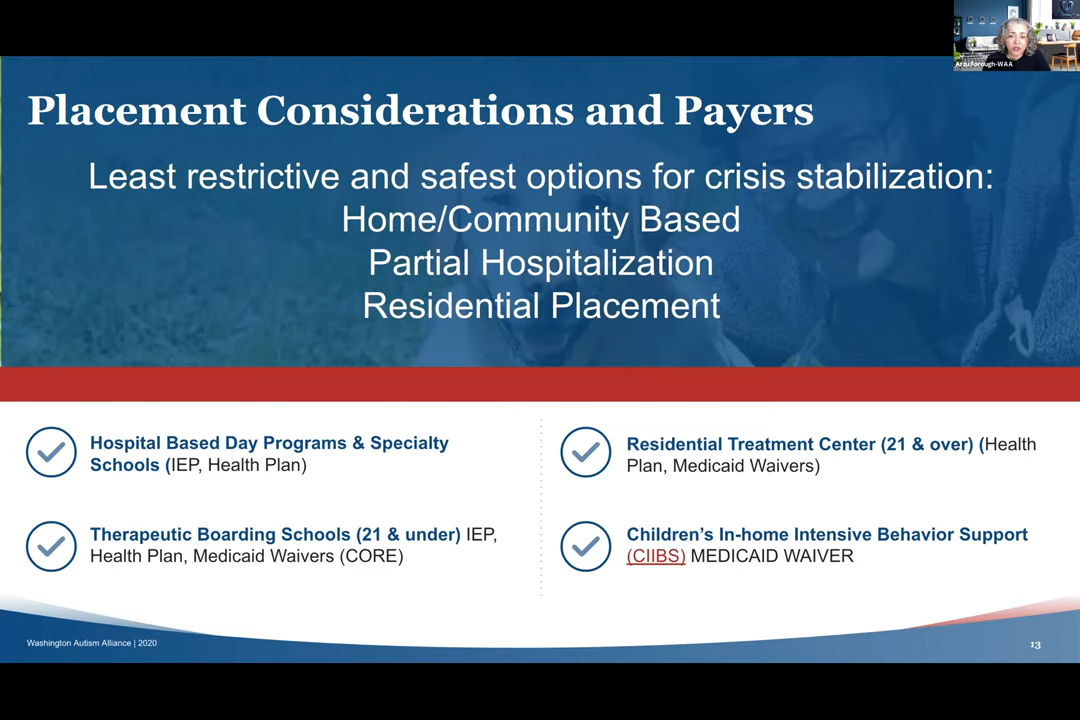 Arzu Forough-WAA
Placement Considerations and Payers
Least restrictive and safest options for crisis stabilization:
Home/Community Based
Partial Hospitalization
Residential Placement
Hospital Based Day Programs & Specialty
Schools (IEP, Health Plan)
Therapeutic Boarding Schools (21 & under) IEP,
Health Plan, Medicaid Waivers (CORE)
Residential Treatment Center (21 & over) (Health
Plan, Medicaid Waivers)
Children’s In-home Intensive Behavior Support
(CIIBS) MEDICAID WAIVER
Washington Autism Alliance | 2020
13